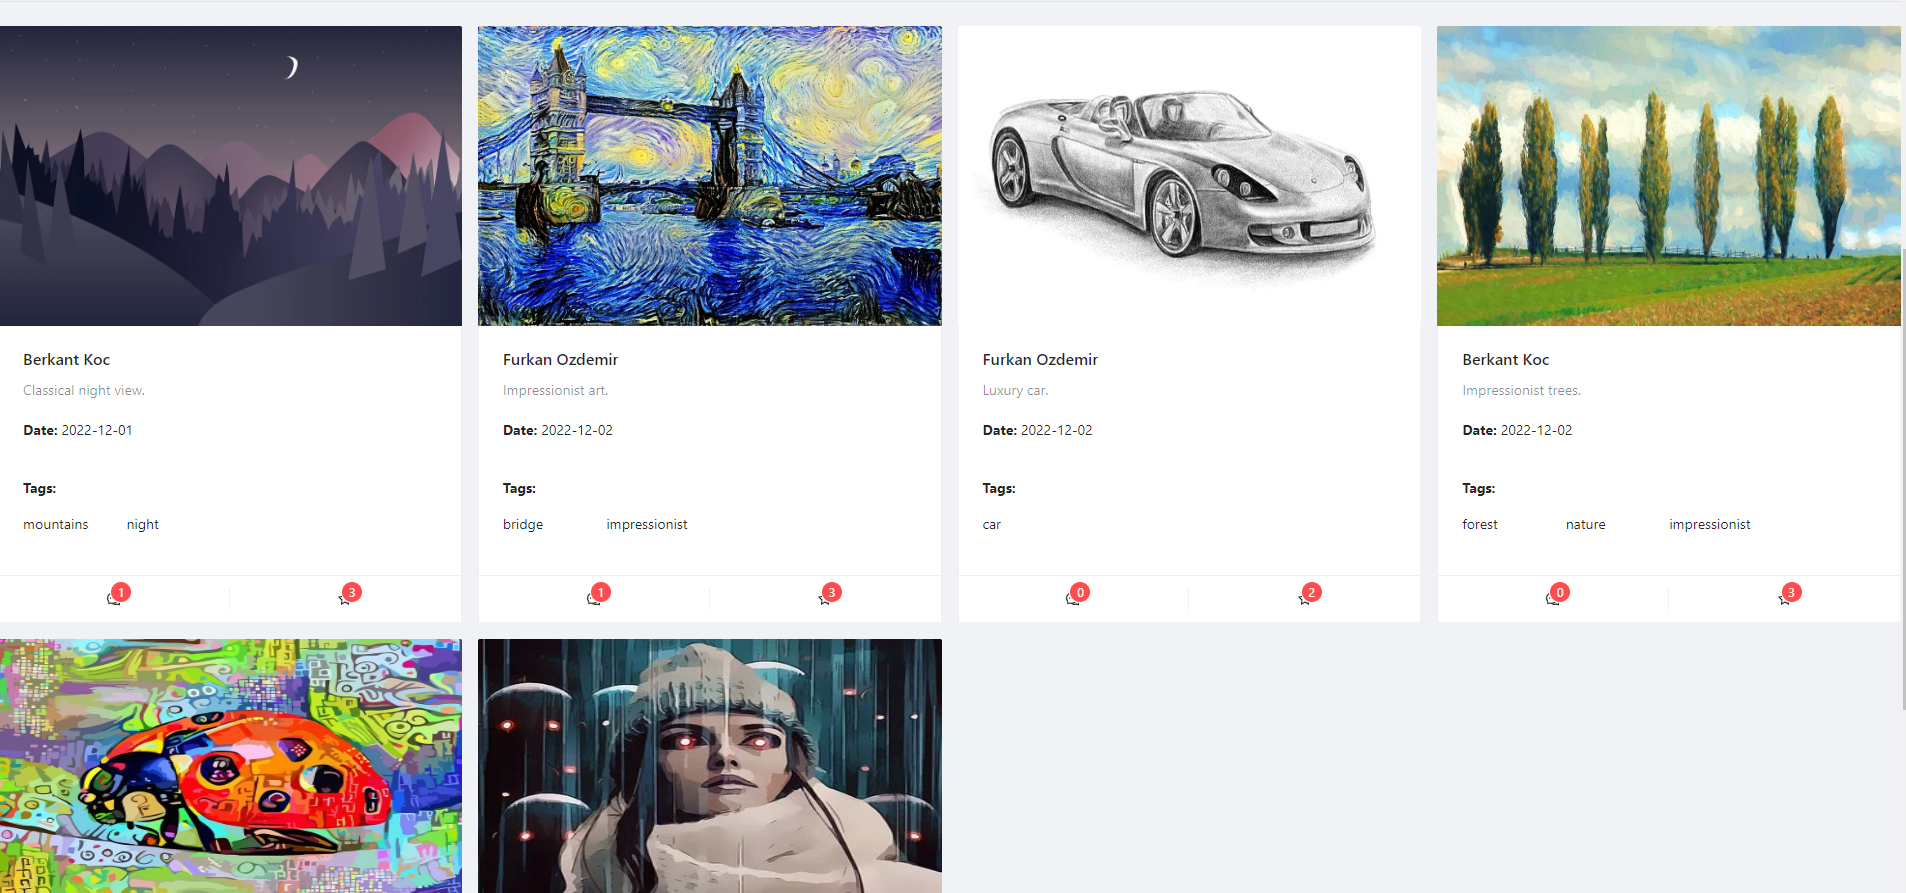 Berkant Koc
Classical night view.
Date: 2022-12-01
Tags:
mountains night
1 3
Furkan Ozdemir
Impressionist art.
Date: 2022-12-02
Tags:
bridge impressionist
1 3
Furkan Ozdemir
Luxury car.
Date: 2022-12-02
Tags:
car
0 2
Berkant Koc
Impressionist trees.
Date: 2022-12-02
Tags:
forest nature impressionist
0 3